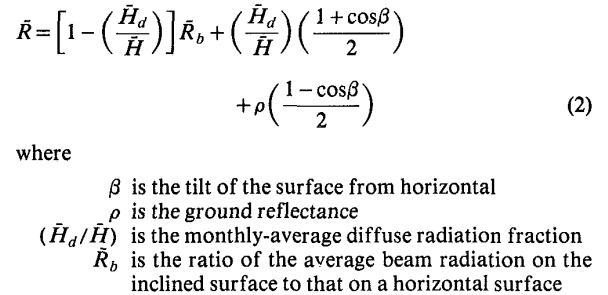 R̄ = [1 − (H̄_d/H̄)] R̄_b + (H̄_d/H̄) ((1 + cosβ)/2)
+ ρ((1 − cosβ)/2) (2)
where
β is the tilt of the surface from horizontal
ρ is the ground reflectance
(H̄_d/H̄) is the monthly-average diffuse radiation fraction
R̄_b is the ratio of the average beam radiation on the
inclined surface to that on a horizontal surface